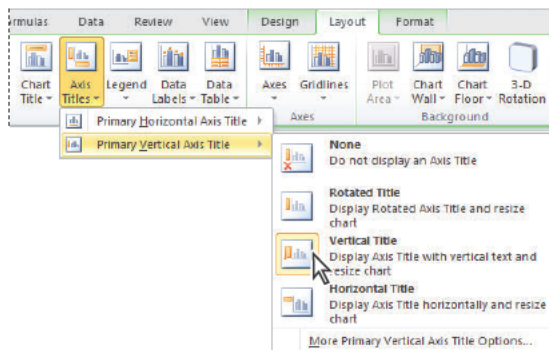 rmulas Data Review View Design Layout Format
Chart Title Axis Titles Legend Data Labels Data Table Axes Gridlines Plot Area Chart Wall Chart Floor 3-D Rotation
Axes Background
Primary Horizontal Axis Title
Primary Vertical Axis Title
None
Do not display an Axis Title
Rotated Title
Display Rotated Axis Title and resize
chart
Vertical Title
Display Axis Title with vertical text and
resize chart
Horizontal Title
Display Axis Title horizontally and resize
chart
More Primary Vertical Axis Title Options...